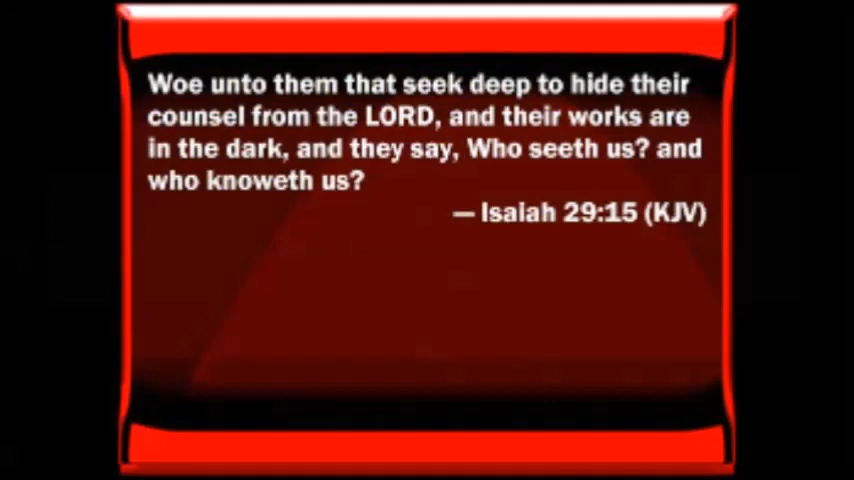 Woe unto them that seek deep to hide their
counsel from the LORD, and their works are
in the dark, and they say, Who seeth us? and
who knoweth us?
— Isaiah 29:15 (KJV)